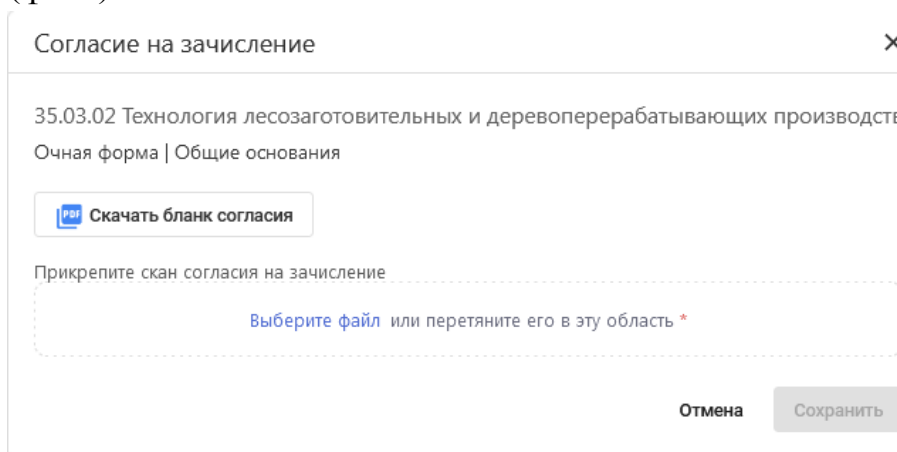 Согласие на зачисление
35.03.02 Технология лесозаготовительных и деревоперерабатывающих производств
Очная форма | Общие основания
PDF Скачать бланк согласия
Прикрепите скан согласия на зачисление
Выберите файл или перетяните его в эту область *
Отмена Сохранить